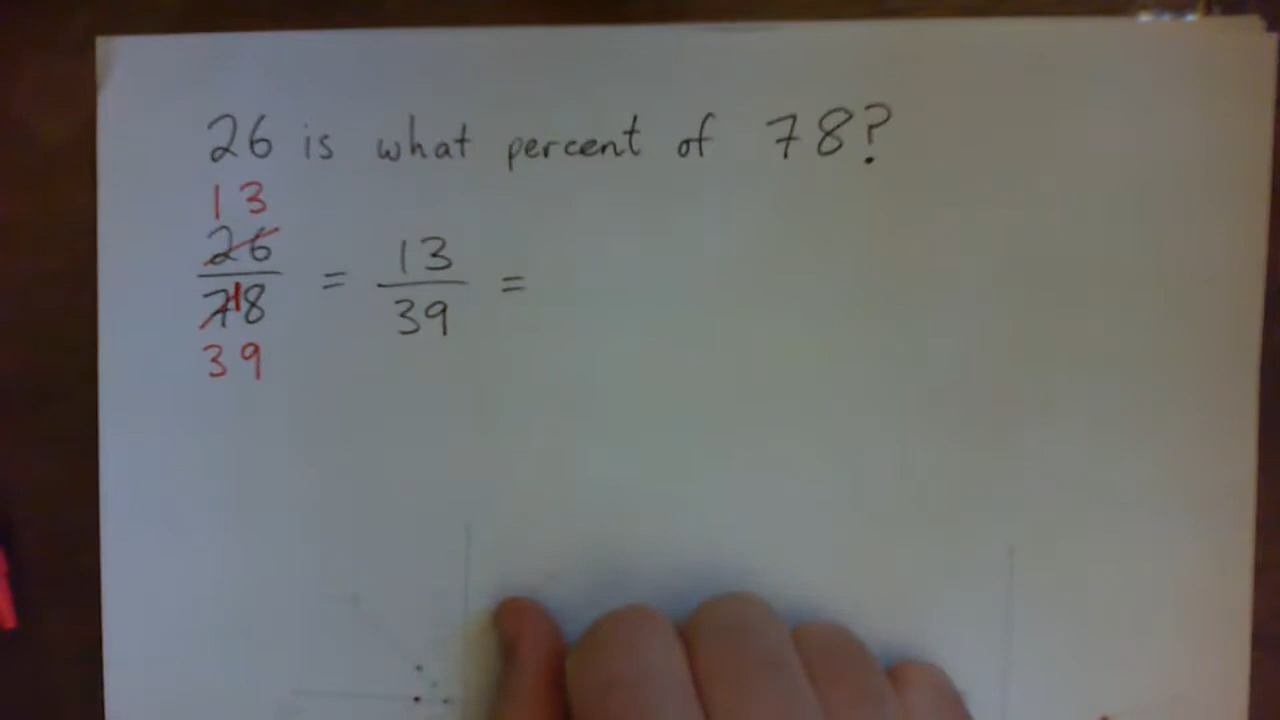 26 is what percent of 78?
13
26/78 = 13/39 =
39